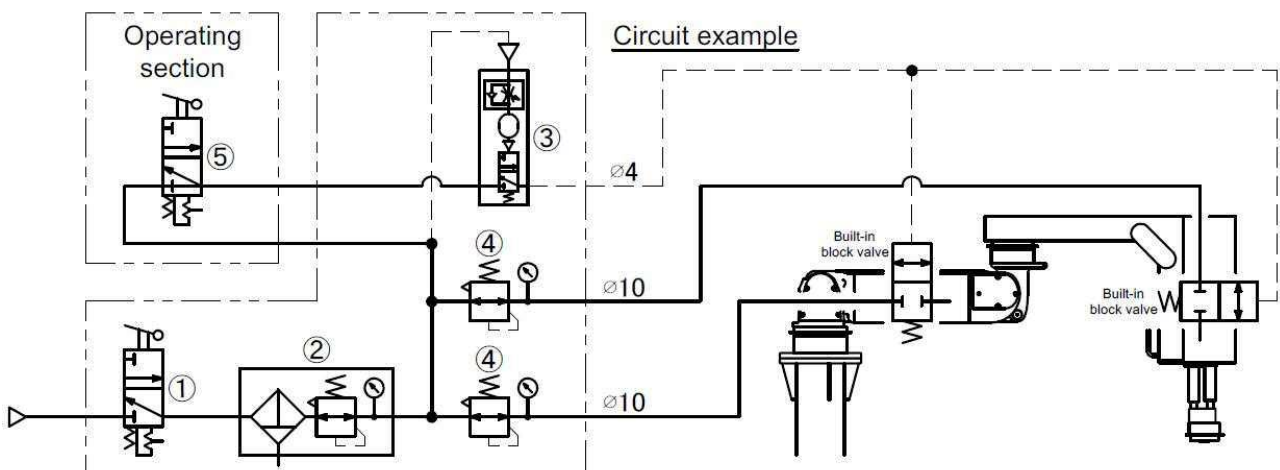 Operating
section
Circuit example
⑤
③
⌀4
④
Built-in
block valve
⌀10
Built-in
block valve
①
②
④
⌀10